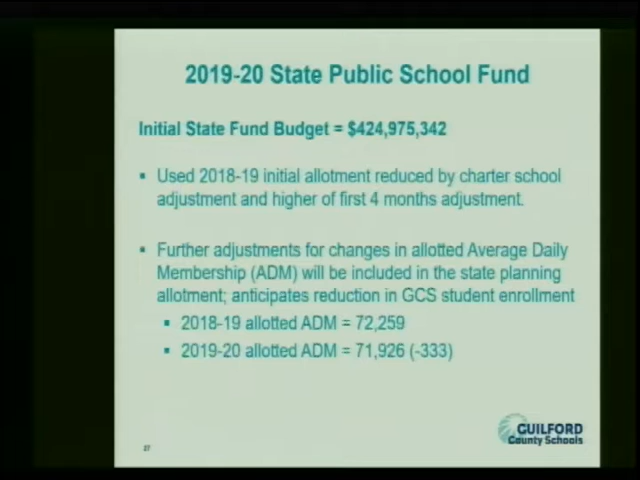 2019-20 State Public School Fund
Initial State Fund Budget = $424,975,342
▪ Used 2018-19 initial allotment reduced by charter school
adjustment and higher of first 4 months adjustment.
▪ Further adjustments for changes in allotted Average Daily
Membership (ADM) will be included in the state planning
allotment; anticipates reduction in GCS student enrollment
▪ 2018-19 allotted ADM = 72,259
▪ 2019-20 allotted ADM = 71,926 (-333)
27
GUILFORD
County Schools